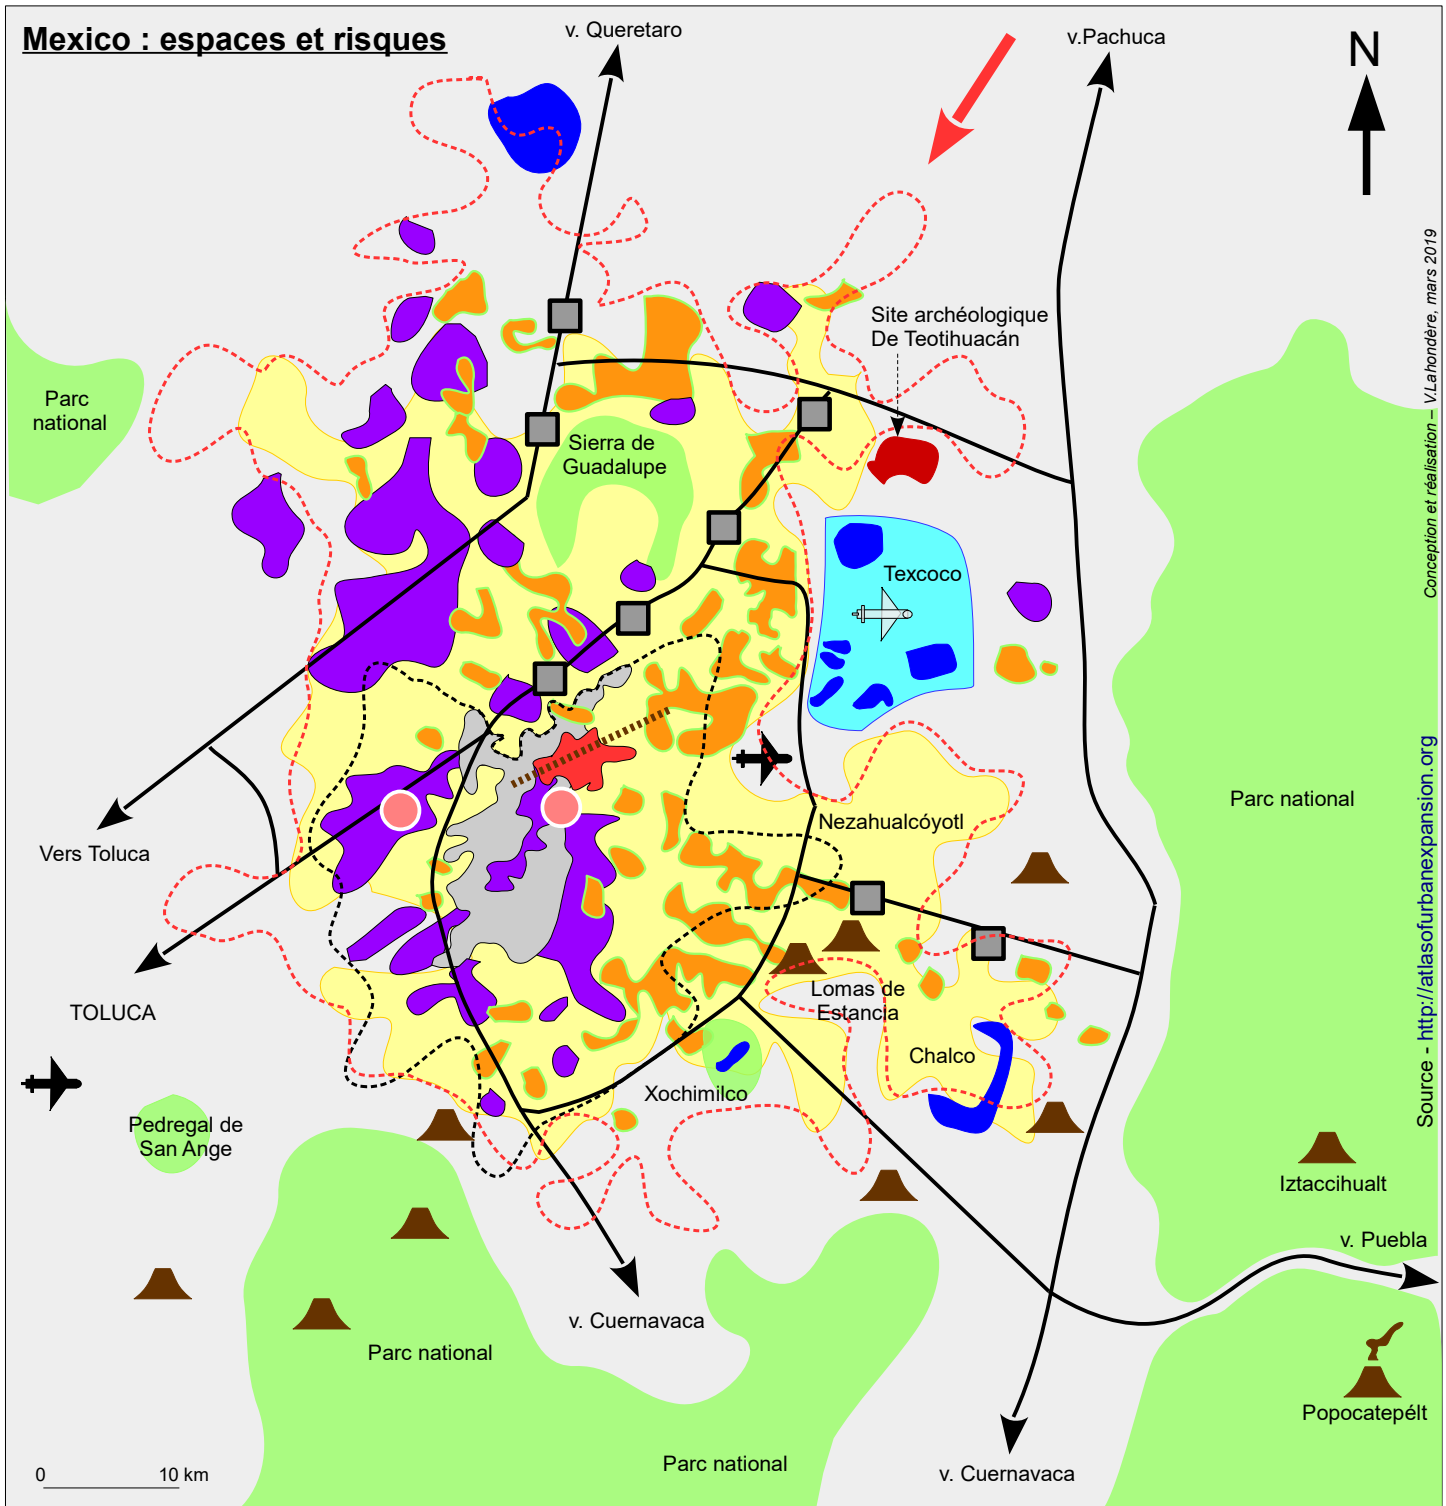 Mexico : espaces et risques
v. Queretaro
v.Pachuca
N
Site archéologique
De Teotihuacán
Parc
national
Sierra de
Guadalupe
Texcoco
Conception et réalisation – V.Lahondère, mars 2019
Parc national
Vers Toluca
Nezahualcóyotl
TOLUCA
Lomas de
Estancia
Chalco
Xochimilco
Pedregal de
San Ange
Source - http://atlasofurbanexpansion.org
Iztaccihualt
v. Puebla
v. Cuernavaca
Parc national
Popocatepélt
Parc national
v. Cuernavaca
0
10 km